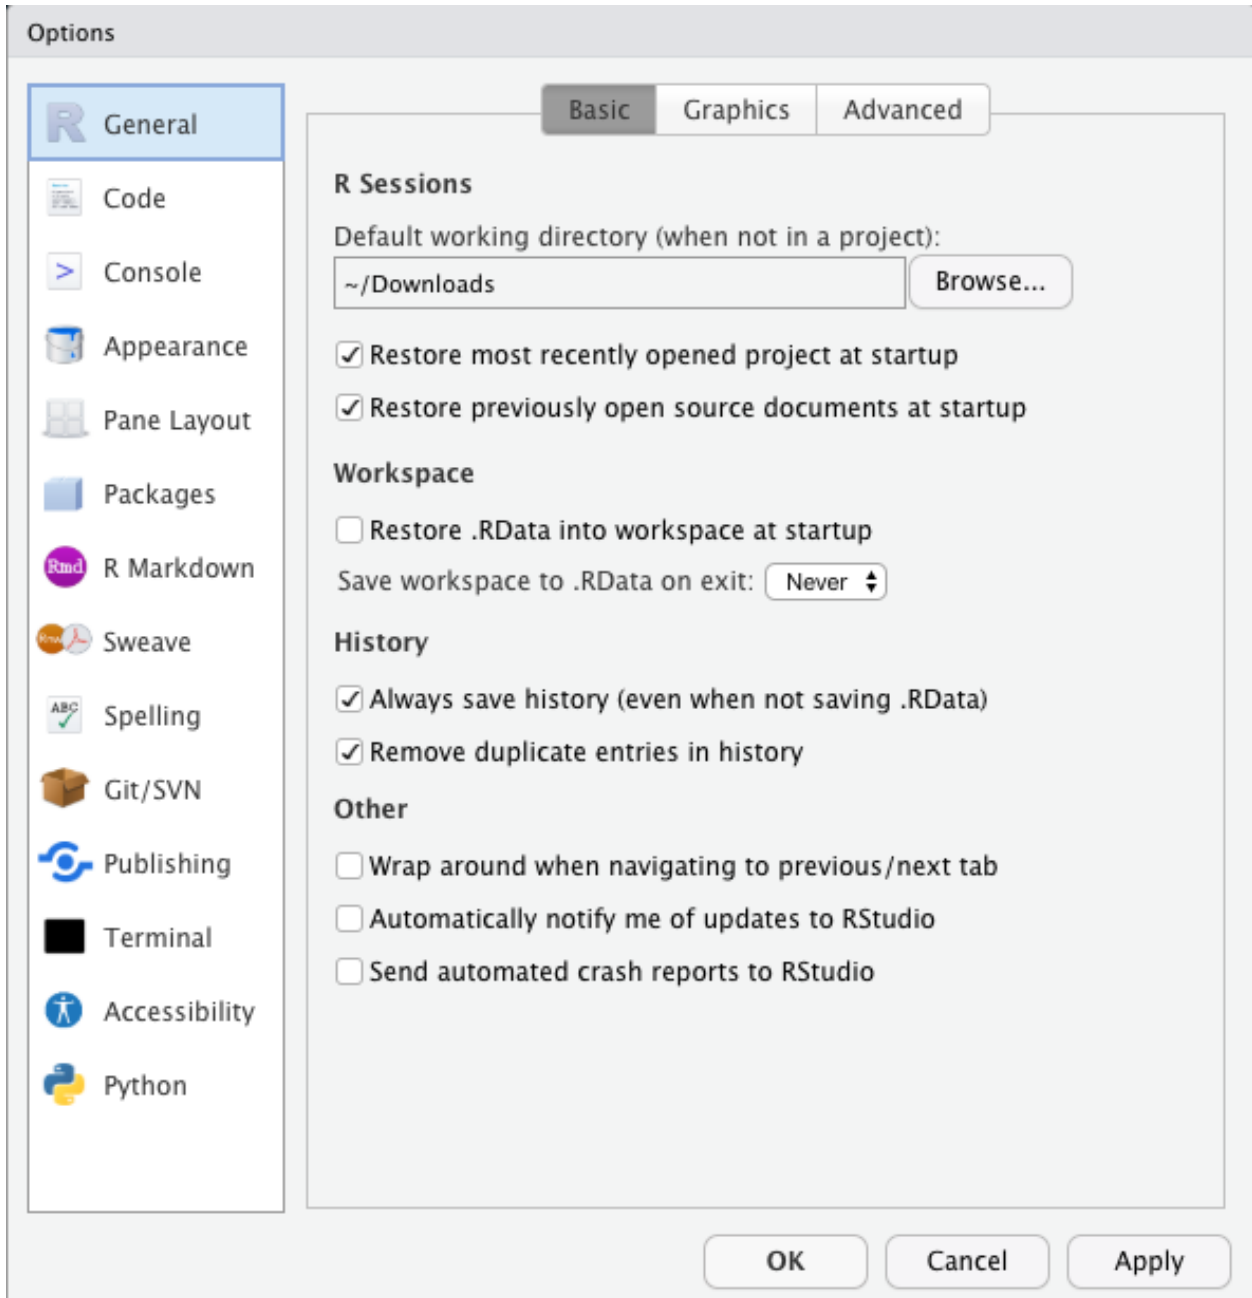 Options
General
Code
Console
Appearance
Pane Layout
Packages
Rmd R Markdown
Sweave
ABC Spelling
Git/SVN
Publishing
Terminal
Accessibility
Python
Basic Graphics Advanced
R Sessions
Default working directory (when not in a project):
~/Downloads Browse...
Restore most recently opened project at startup
Restore previously open source documents at startup
Workspace
Restore .RData into workspace at startup
Save workspace to .RData on exit: Never
History
Always save history (even when not saving .RData)
Remove duplicate entries in history
Other
Wrap around when navigating to previous/next tab
Automatically notify me of updates to RStudio
Send automated crash reports to RStudio
OK Cancel Apply